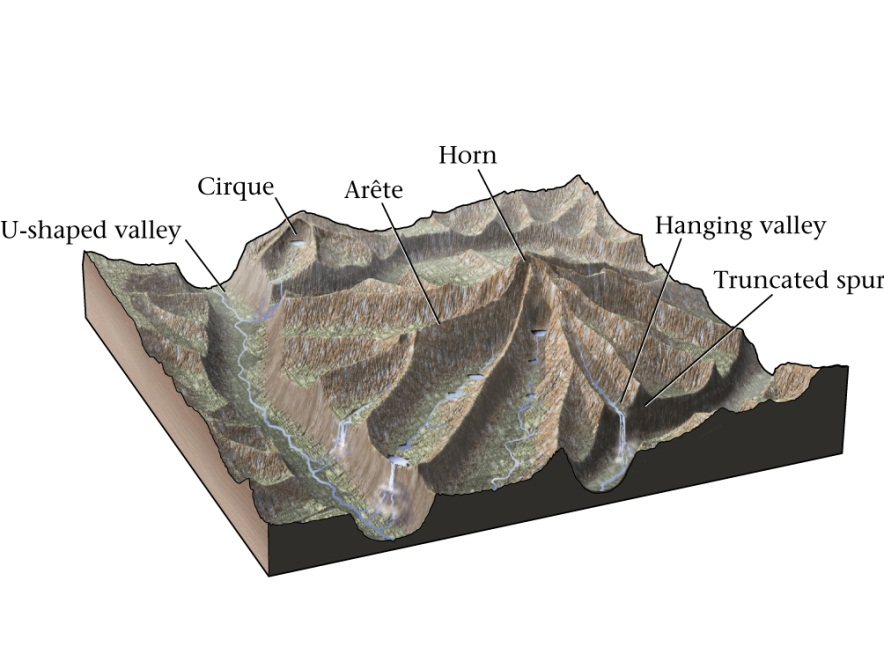 Horn
Cirque
Arête
U-shaped valley
Hanging valley
Truncated spur